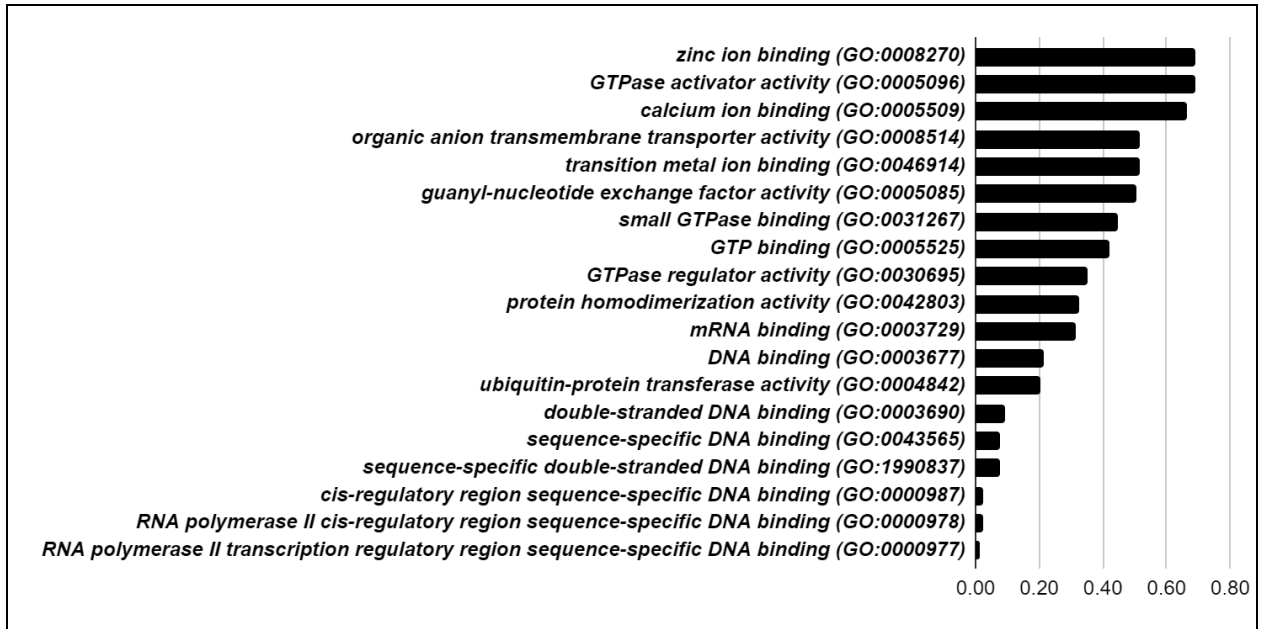 zinc ion binding (GO:0008270)
GTPase activator activity (GO:0005096)
calcium ion binding (GO:0005509)
organic anion transmembrane transporter activity (GO:0008514)
transition metal ion binding (GO:0046914)
guanyl-nucleotide exchange factor activity (GO:0005085)
small GTPase binding (GO:0031267)
GTP binding (GO:0005525)
GTPase regulator activity (GO:0030695)
protein homodimerization activity (GO:0042803)
mRNA binding (GO:0003729)
DNA binding (GO:0003677)
ubiquitin-protein transferase activity (GO:0004842)
double-stranded DNA binding (GO:0003690)
sequence-specific DNA binding (GO:0043565)
sequence-specific double-stranded DNA binding (GO:1990837)
cis-regulatory region sequence-specific DNA binding (GO:0000987)
RNA polymerase II cis-regulatory region sequence-specific DNA binding (GO:0000978)
RNA polymerase II transcription regulatory region sequence-specific DNA binding (GO:0000977)
0.00 0.20 0.40 0.60 0.80